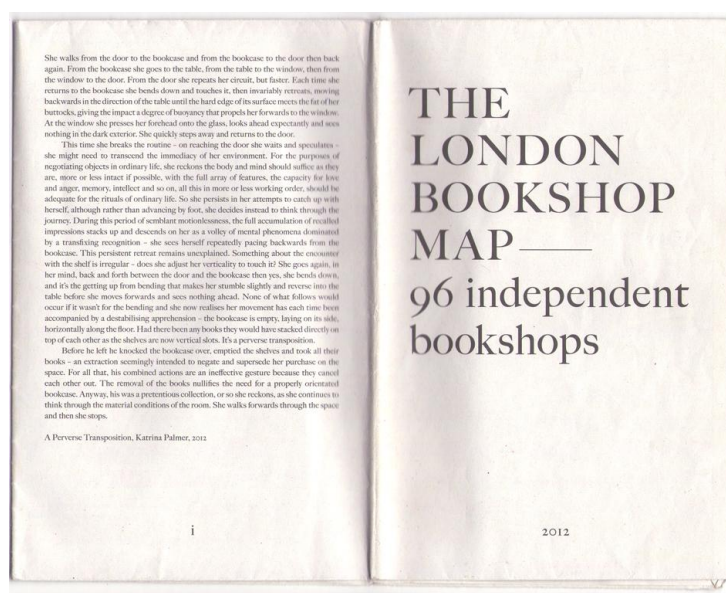 She walks from the door to the bookcase and from the bookcase to the door then back
again. From the bookcase she goes to the table, from the table to the window, then from
the window to the door. From the door she repeats her circuit, but faster. Each time she
returns to the bookcase she bends down and touches it, then invariably retreats, moving
backwards in the direction of the table until the hard edge of its surface meets the fat of her
buttocks, giving the impact a degree of buoyancy that propels her forwards to the window.
At the window she presses her forehead onto the glass, looks ahead expectantly and sees
nothing in the dark exterior. She quickly steps away and returns to the door.
This time she breaks the routine – on reaching the door she waits and speculates –
she might need to transcend the immediacy of her environment. For the purposes of
negotiating objects in ordinary life, she reckons the body and mind should suffice as they
are, more or less intact if possible, with the full array of features, the capacity for love
and anger, memory, intellect and so on, all this in more or less working order, should be
adequate for the rituals of ordinary life. So she persists in her attempts to catch up with
herself, although rather than advancing by foot, she decides instead to think through the
journey. During this period of semblant motionlessness, the full accumulation of recalled
impressions stacks up and descends on her as a volley of mental phenomena dominated
by a transfixing recognition – she sees herself repeatedly pacing backwards from the
bookcase. This persistent retreat remains unexplained. Something about the encounter
with the shelf is irregular – does she adjust her verticality to touch it? She goes again, in
her mind, back and forth between the door and the bookcase then yes, she bends down,
and it's the getting up from bending that makes her stumble slightly and reverse into the
table before she moves forwards and sees nothing ahead. None of what follows would
occur if it wasn't for the bending and she now realises her movement has each time been
accompanied by a destabilising apprehension – the bookcase is empty, laying on its side,
horizontally along the floor. Had there been any books they would have stacked directly on
top of each other as the shelves are now vertical slots. It's a perverse transposition.
Before he left he knocked the bookcase over, emptied the shelves and took all their
books – an extraction seemingly intended to negate and supersede her purchase on the
space. For all that, his combined actions are an ineffective gesture because they cancel
each other out. The removal of the books nullifies the need for a properly orientated
bookcase. Anyway, his was a pretentious collection, or so she reckons, as she continues to
think through the material conditions of the room. She walks forwards through the space
and then she stops.
A Perverse Transposition, Katrina Palmer, 2012
i
THE
LONDON
BOOKSHOP
MAP——
96 independent
bookshops
2012